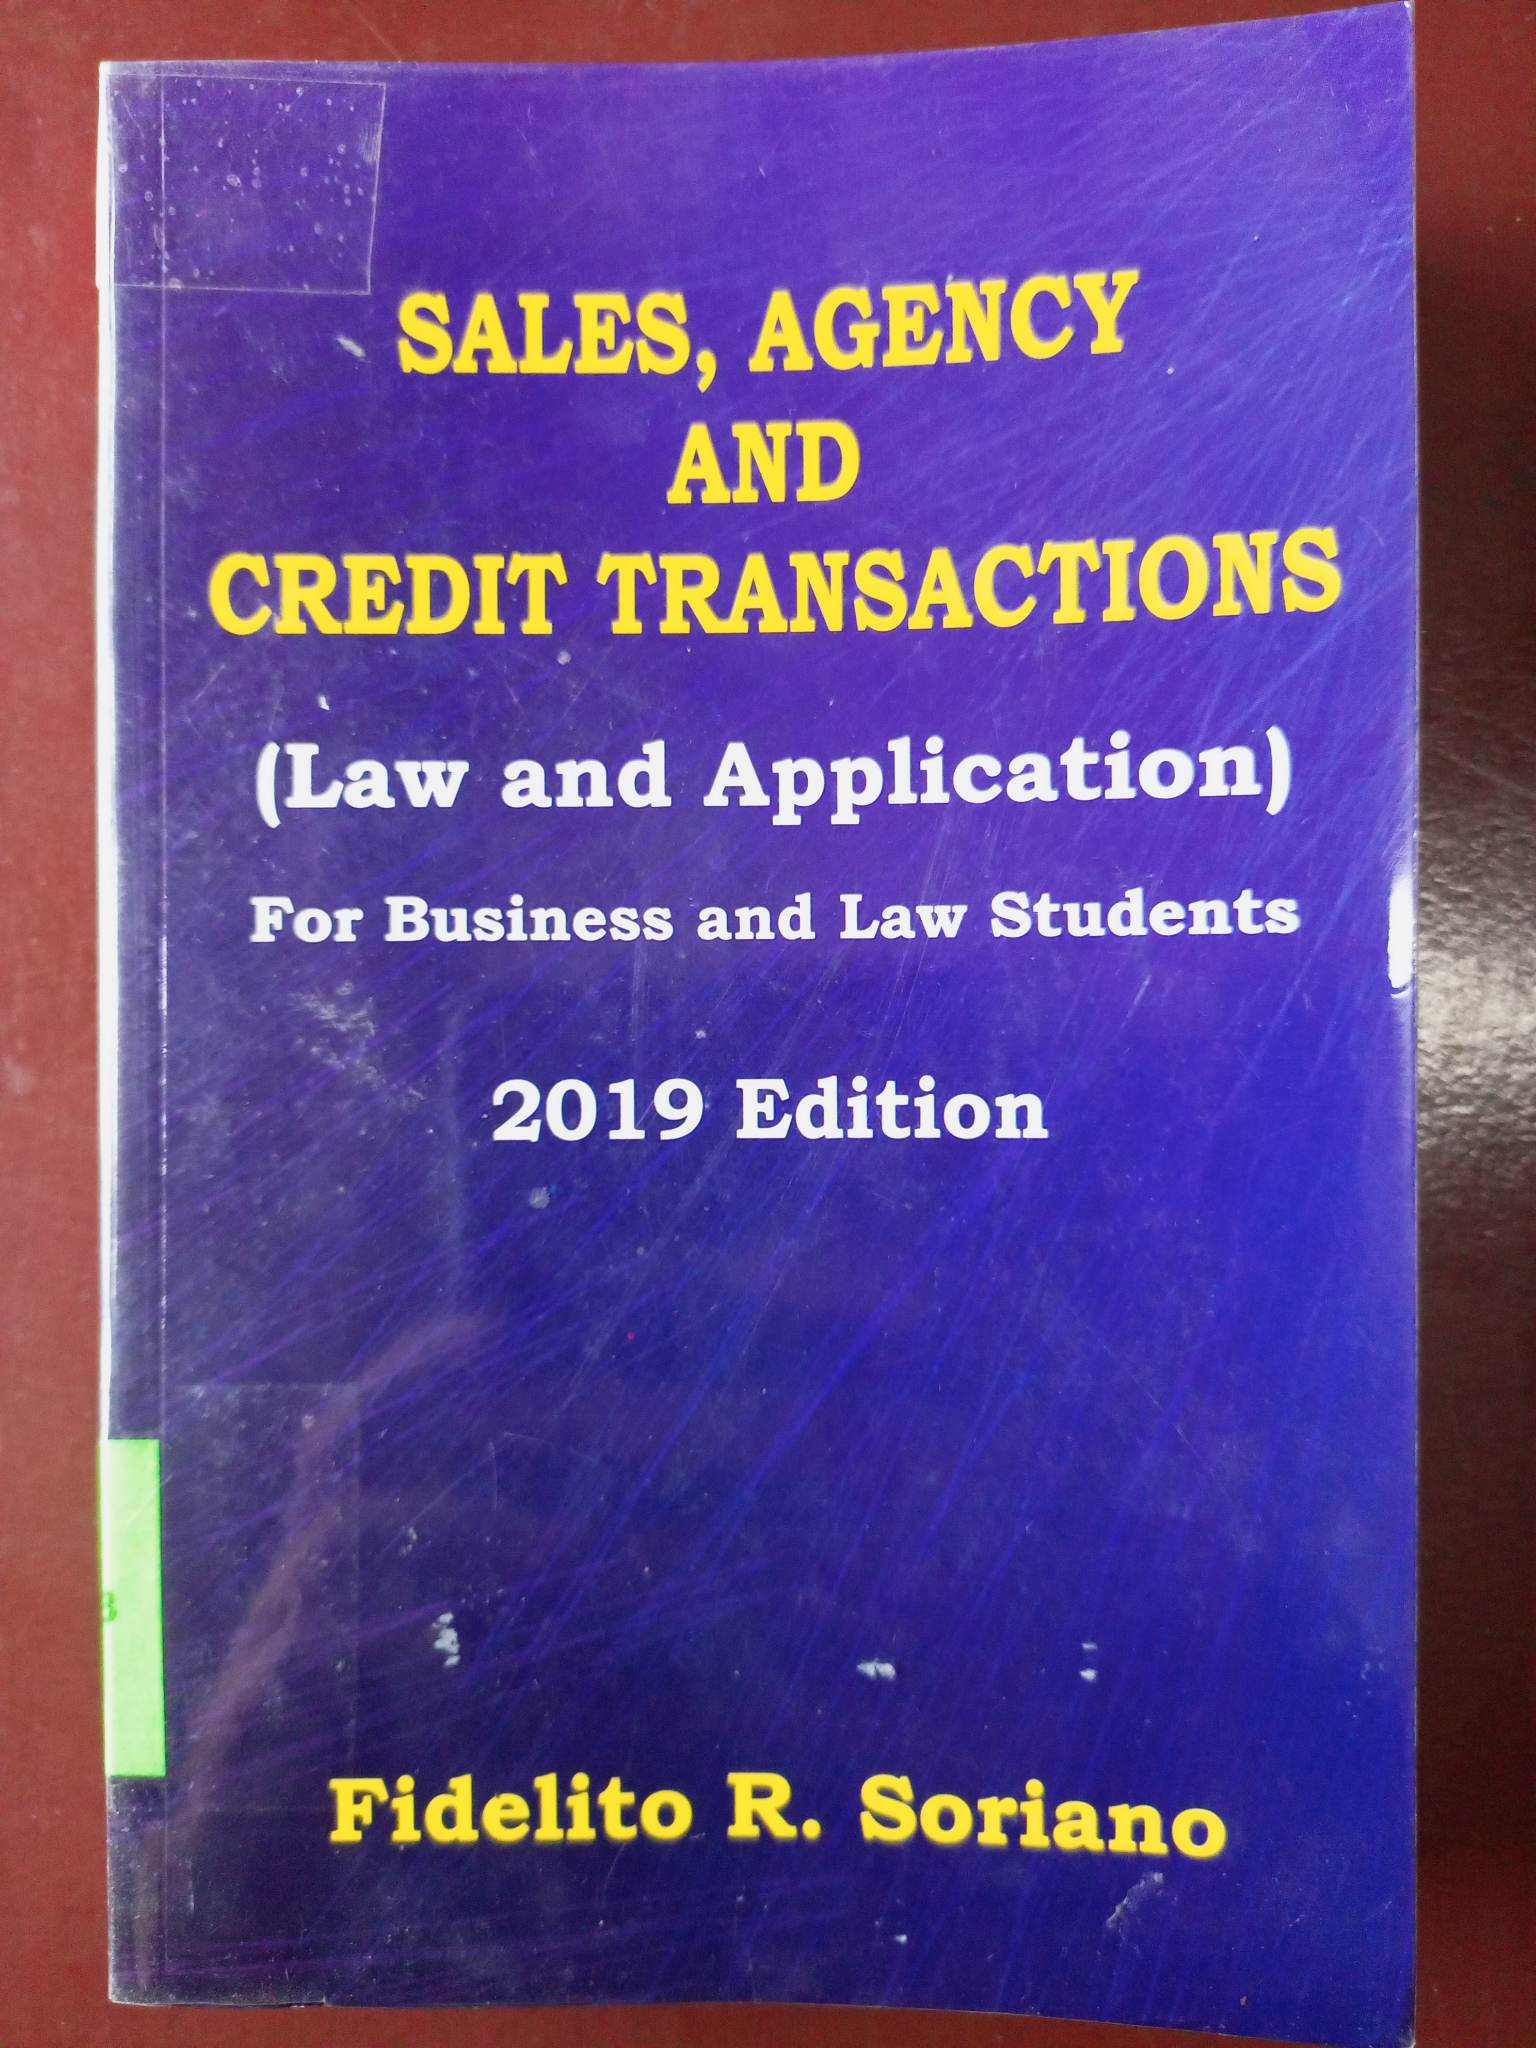 SALES, AGENCY
AND
CREDIT TRANSACTIONS
(Law and Application)
For Business and Law Students
2019 Edition
Fidelito R. Soriano